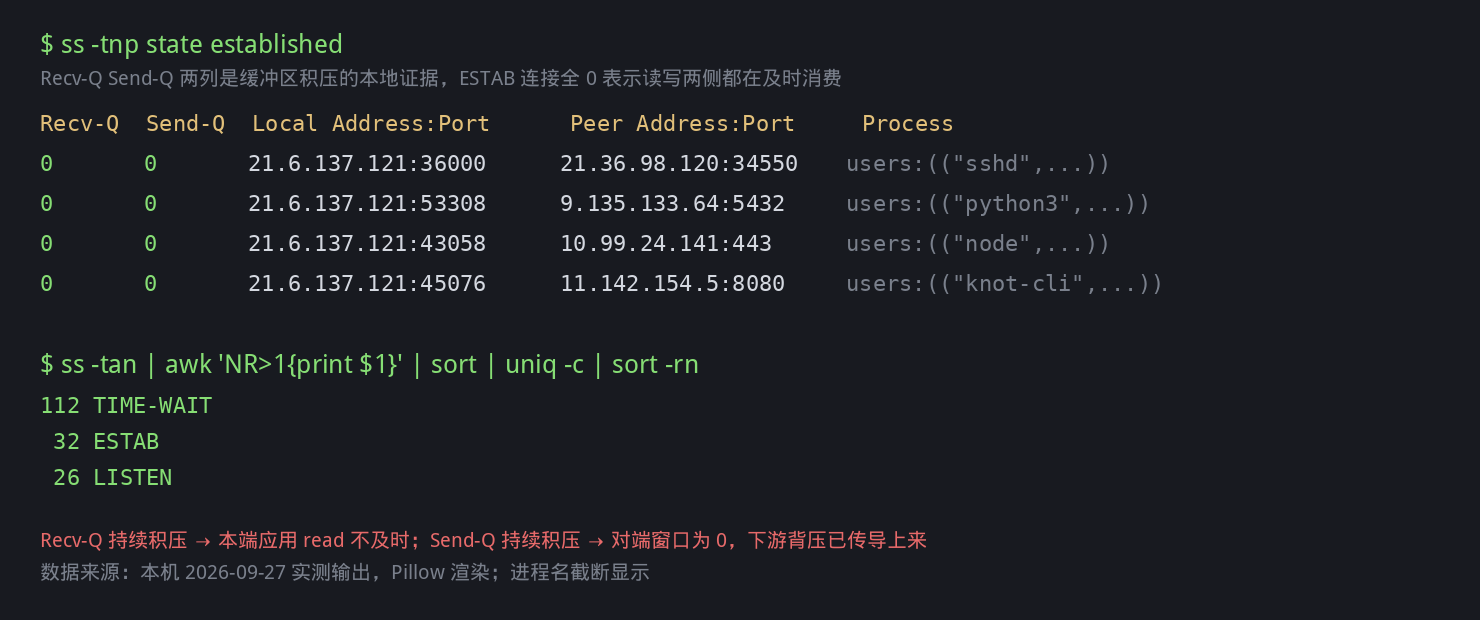 $ ss -tnp state established
Recv-Q Send-Q 两列是缓冲区积压的本地证据，ESTAB 连接全 0 表示读写两侧都在及时消费
Recv-Q  Send-Q  Local Address:Port      Peer Address:Port     Process
0       0       21.6.137.121:36000      21.36.98.120:34550    users:(("sshd",...))
0       0       21.6.137.121:53308      9.135.133.64:5432     users:(("python3",...))
0       0       21.6.137.121:43058      10.99.24.141:443      users:(("node",...))
0       0       21.6.137.121:45076      11.142.154.5:8080     users:(("knot-cli",...))
$ ss -tan | awk 'NR>1{print $1}' | sort | uniq -c | sort -rn
112 TIME-WAIT
32 ESTAB
26 LISTEN
Recv-Q 持续积压 → 本端应用 read 不及时；Send-Q 持续积压 → 对端窗口为 0，下游背压已传导上来
数据来源：本机 2026-09-27 实测输出，Pillow 渲染；进程名截断显示